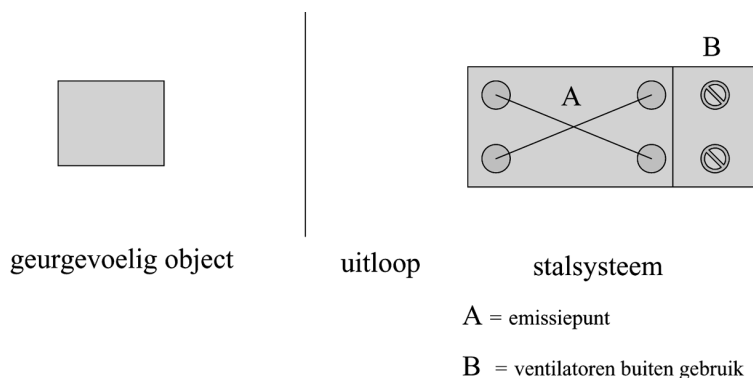 B
A
geurgevoelig object
uitloop
stalsysteem
A = emissiepunt
B = ventilatoren buiten gebruik